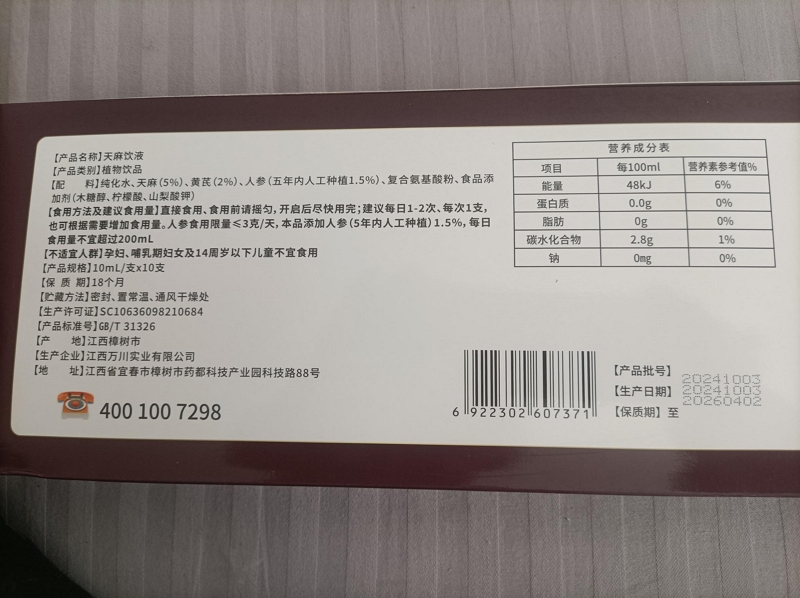 【产品名称】天麻饮液
【产品类别】植物饮品
【配　　料】纯化水、天麻(5%)、黄芪(2%)、人参(五年内人工种植1.5%)、复合氨基酸粉、食品添
加剂(木糖醇、柠檬酸、山梨酸钾)
【食用方法及建议食用量】直接食用、食用前请摇匀，开启后尽快用完；建议每日1-2次、每次1支，
也可根据需要增加食用量。人参食用限量≤3克/天，本品添加人参(5年内人工种植)1.5%，每日
食用量不宜超过200mL
【不适宜人群】孕妇、哺乳期妇女及14周岁以下儿童不宜食用
【产品规格】10mL/支x10支
【保 质 期】18个月
【贮藏方法】密封、置常温、通风干燥处
【生产许可证】SC10636098210684
【产品标准号】GB/T 31326
【产　　地】江西樟树市
【生产企业】江西万川实业有限公司
【地　　址】江西省宜春市樟树市药都科技产业园科技路88号
400 100 7298
营养成分表
项目 每100ml 营养素参考值%
能量 48kJ 6%
蛋白质 0.0g 0%
脂肪 0g 0%
碳水化合物 2.8g 1%
钠 0mg 0%
6 922302 607371
【产品批号】 20241003
【生产日期】 20241003
【保质期】至 20260402